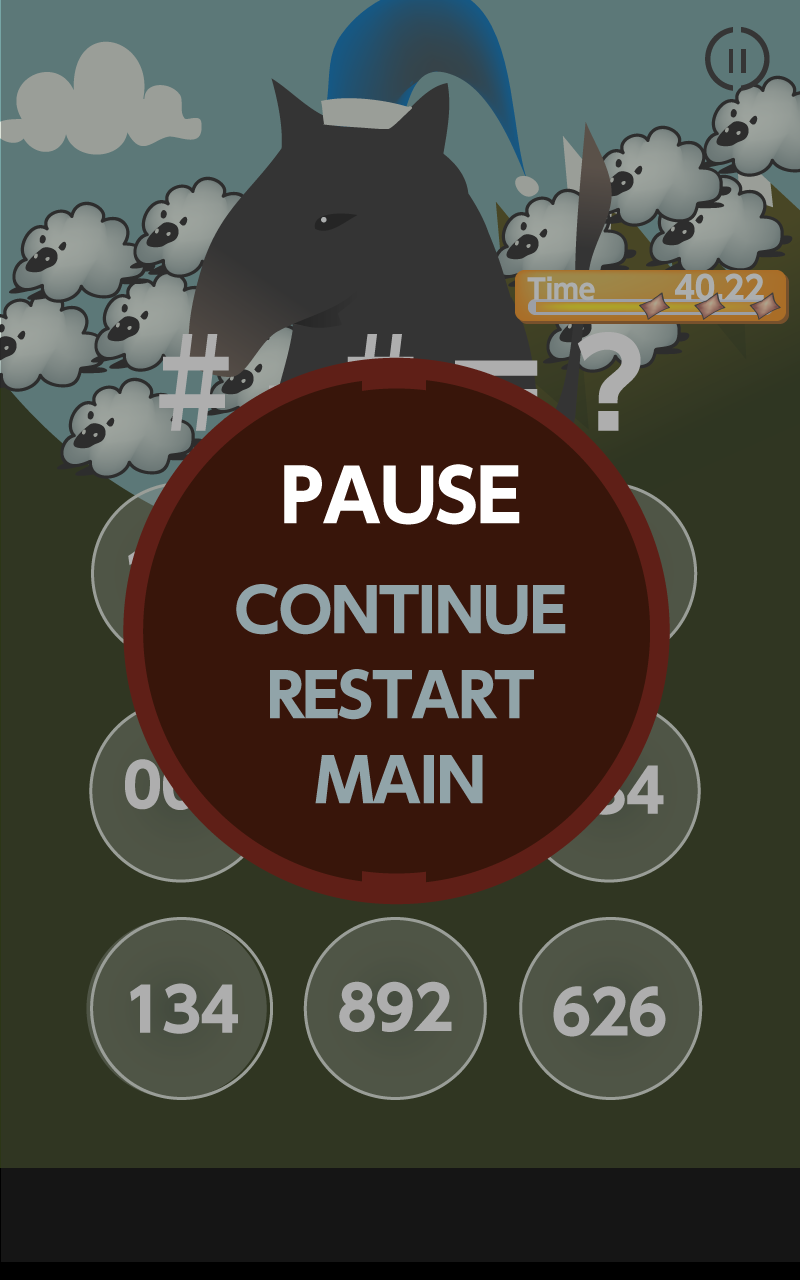 Time 40.22
# # = ?
PAUSE
CONTINUE
RESTART
MAIN
134 892 626